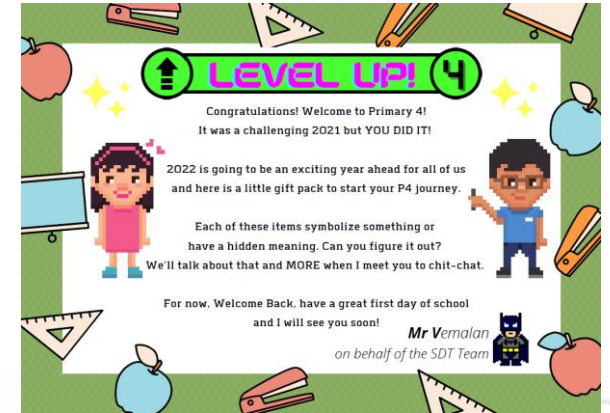 LEVEL UP! 4
Congratulations! Welcome to Primary 4!
It was a challenging 2021 but YOU DID IT!
2022 is going to be an exciting year ahead for all of us
and here is a little gift pack to start your P4 journey.
Each of these items symbolize something or
have a hidden meaning. Can you figure it out?
We'll talk about that and MORE when I meet you to chit-chat.
For now, Welcome Back, have a great first day of school
and I will see you soon!
Mr Vemalan
on behalf of the SDT Team